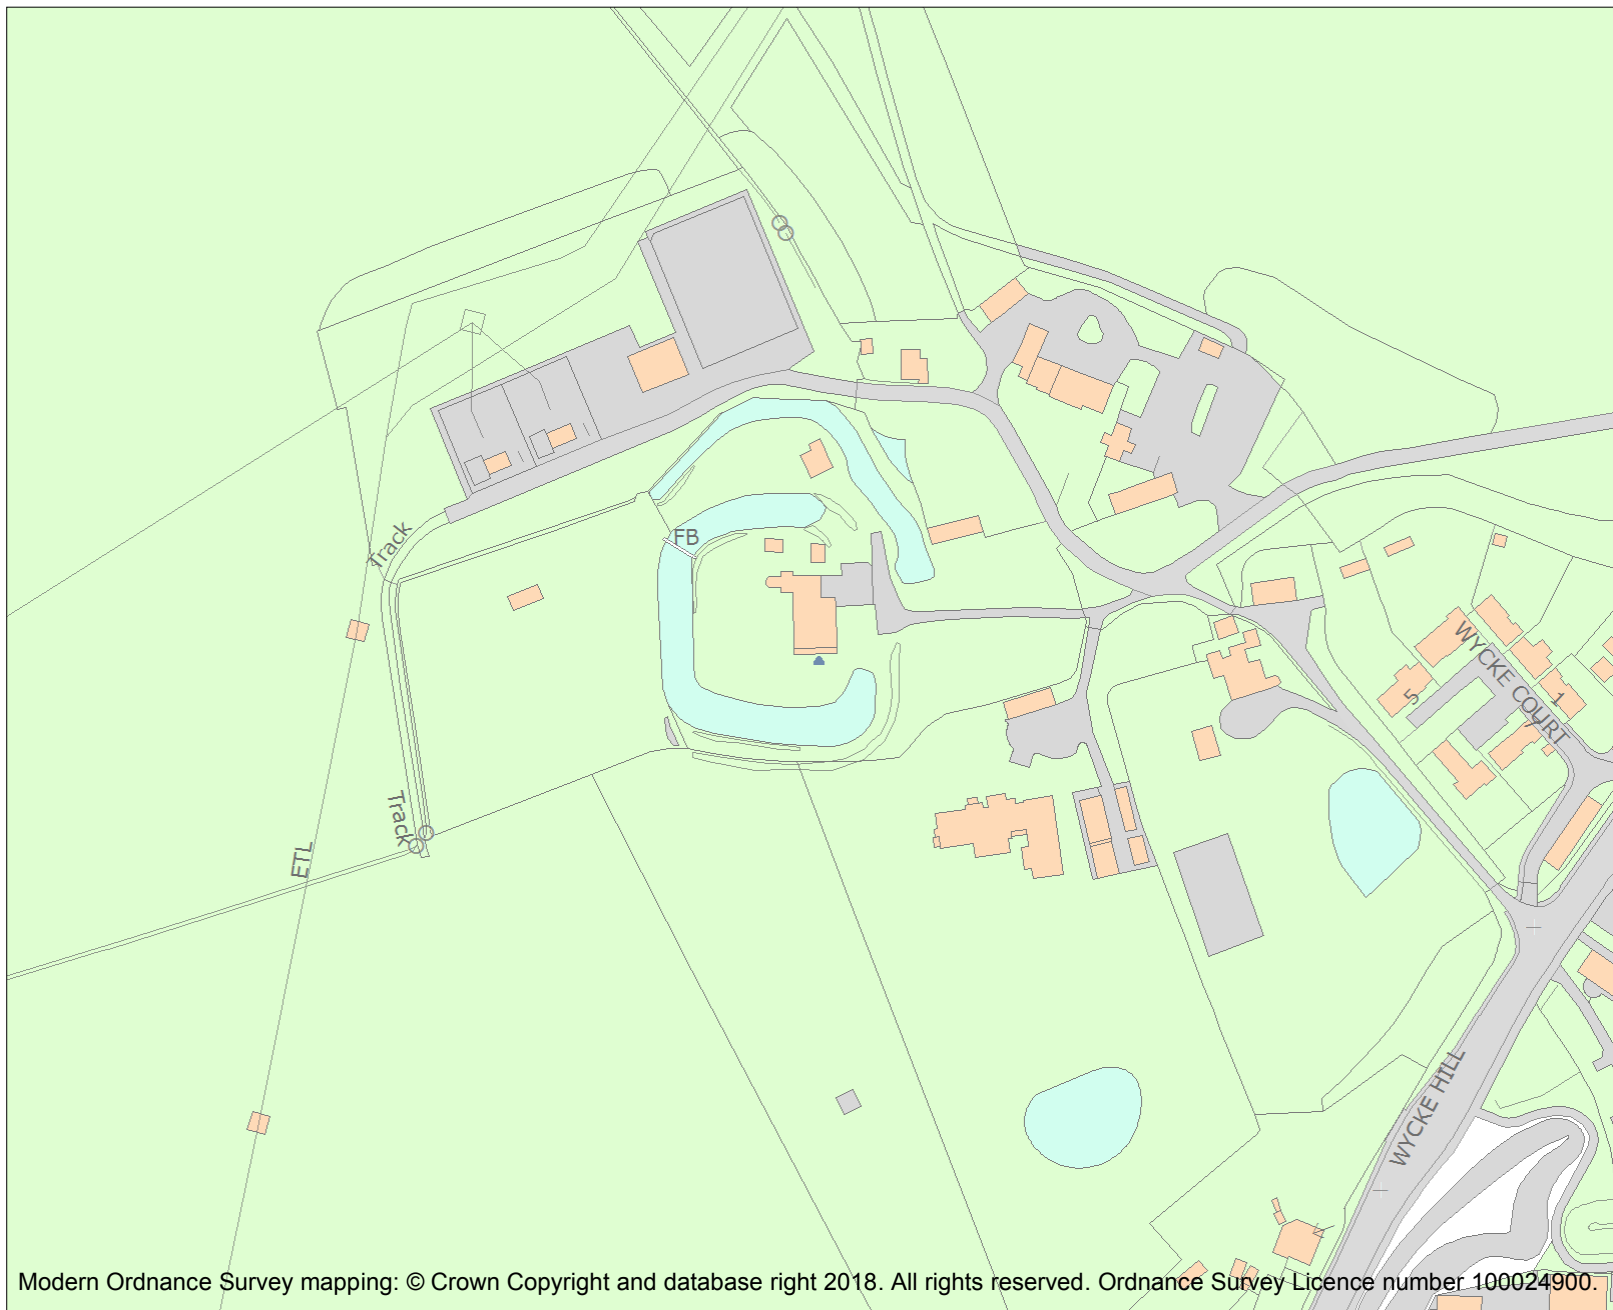 FB
Track
WYCKE COURT
5
1
Track
ETL
WYCKE HILL
Modern Ordnance Survey mapping: © Crown Copyright and database right 2018. All rights reserved. Ordnance Survey Licence number 100024900.